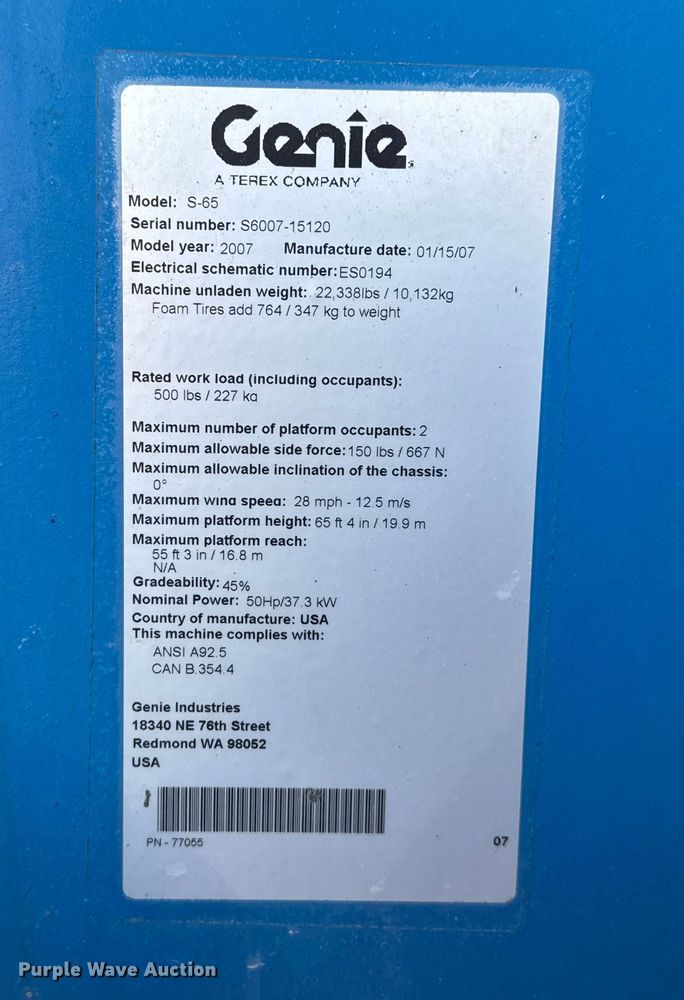 Genie
A TEREX COMPANY
Model: S-65
Serial number: S6007-15120
Model year: 2007 Manufacture date: 01/15/07
Electrical schematic number: ES0194
Machine unladen weight: 22,338lbs / 10,132kg
Foam Tires add 764 / 347 kg to weight
Rated work load (including occupants):
500 lbs / 227 kg
Maximum number of platform occupants: 2
Maximum allowable side force: 150 lbs / 667 N
Maximum allowable inclination of the chassis:
0°
Maximum wind speed: 28 mph - 12.5 m/s
Maximum platform height: 65 ft 4 in / 19.9 m
Maximum platform reach:
55 ft 3 in / 16.8 m
N/A
Gradeability: 45%
Nominal Power: 50Hp/37.3 kW
Country of manufacture: USA
This machine complies with:
ANSI A92.5
CAN B.354.4
Genie Industries
18340 NE 76th Street
Redmond WA 98052
USA
PN - 77055 07
Purple Wave Auction